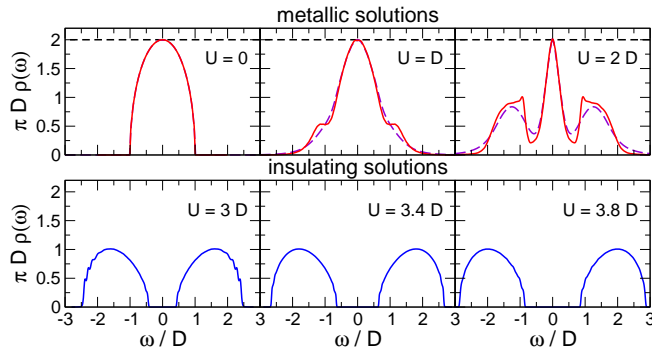 metallic solutions
π D ρ(ω)
2
1.5
1
0.5
0
U = 0
U = D
U = 2 D
insulating solutions
π D ρ(ω)
2
1.5
1
0.5
0
U = 3 D
U = 3.4 D
U = 3.8 D
-3 -2 -1 0 1 2 3 -2 -1 0 1 2 3 -2 -1 0 1 2 3
ω / D
ω / D
ω / D